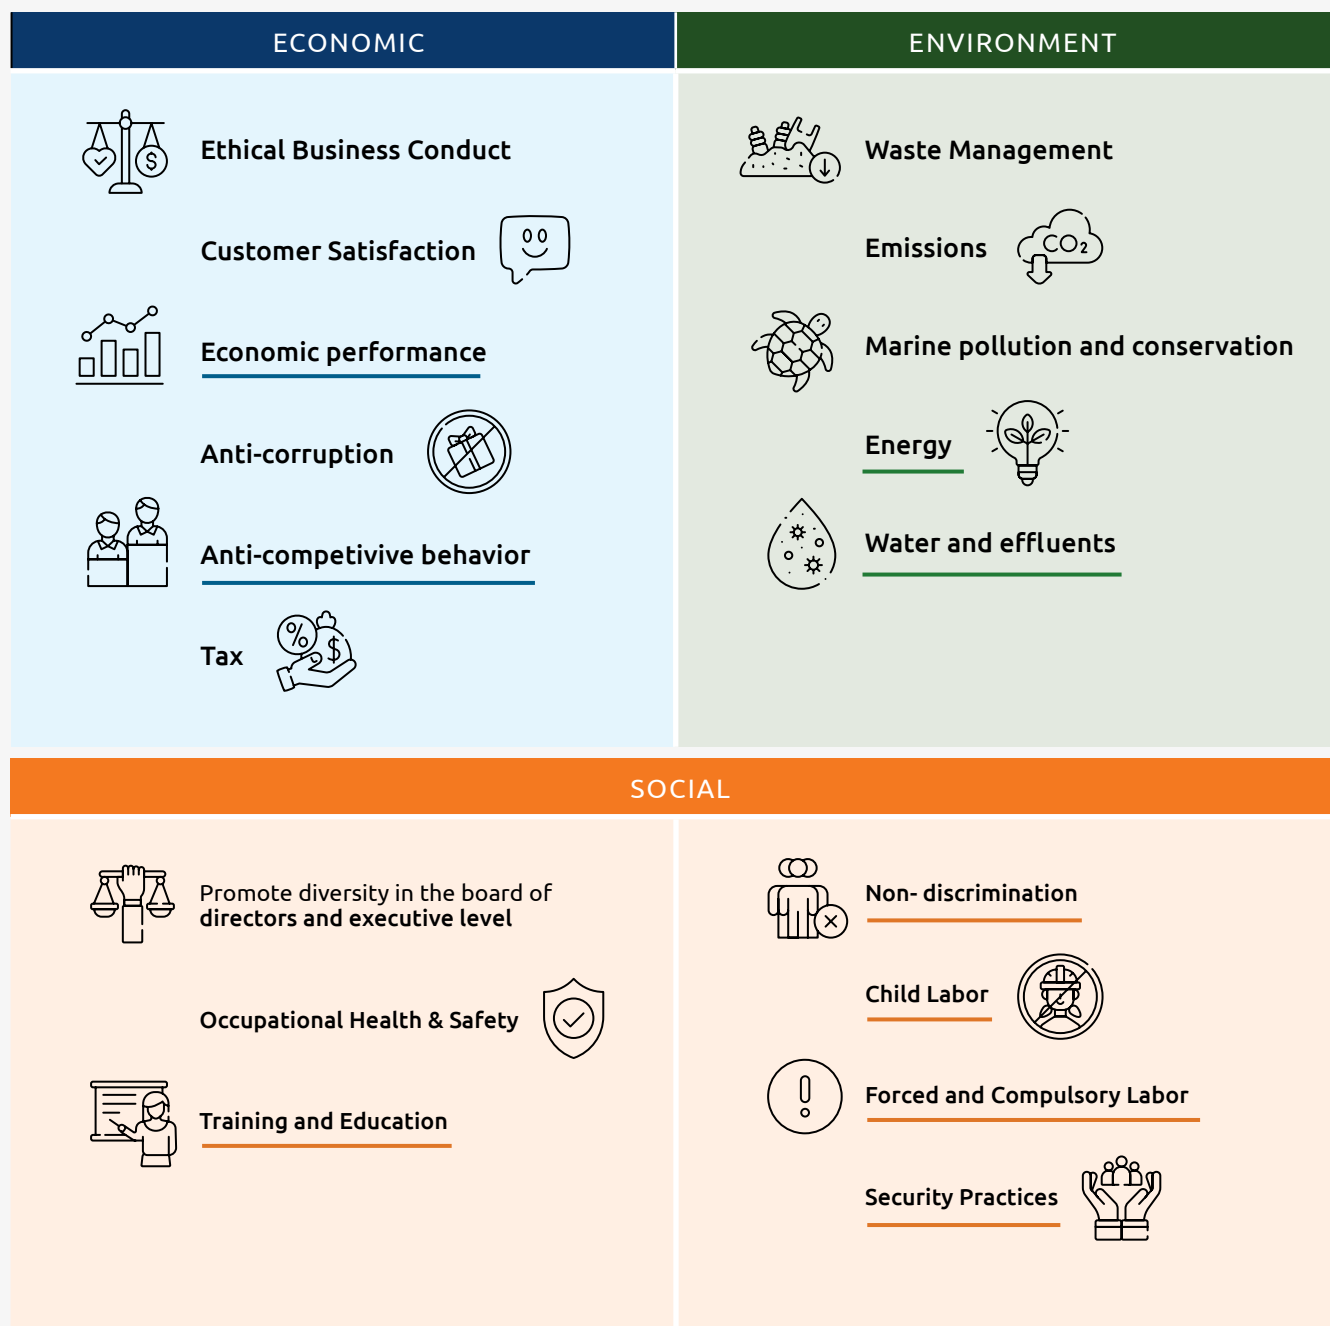 ECONOMIC
Ethical Business Conduct
$
Customer Satisfaction
Economic performance
Anti-corruption
Anti-competivive behavior
Tax
%
$
ENVIRONMENT
Waste Management
Emissions
CO2
Marine pollution and conservation
Energy
Water and effluents
SOCIAL
Promote diversity in the board of
directors and executive level
Occupational Health & Safety
Training and Education
Non- discrimination
Child Labor
Forced and Compulsory Labor
Security Practices